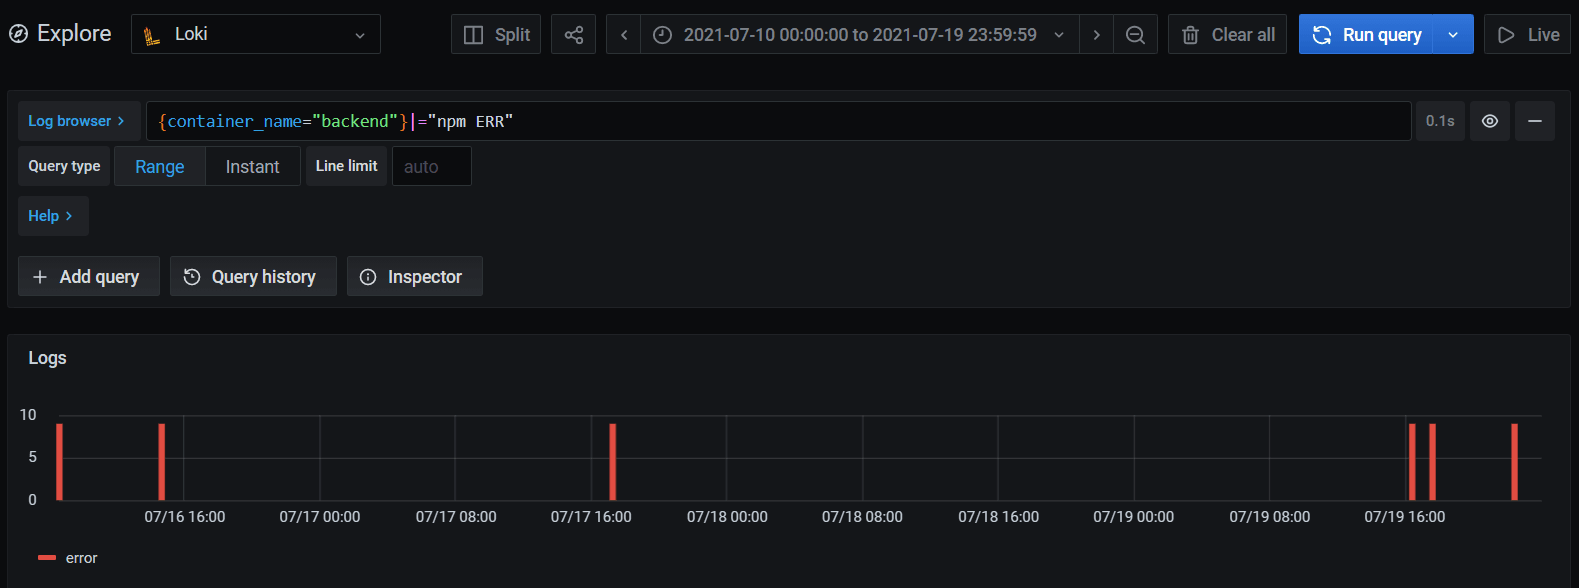 Explore Loki Split 2021-07-10 00:00:00 to 2021-07-19 23:59:59 Clear all Run query Live
Log browser > {container_name="backend"}|="npm ERR" 0.1s
Query type Range Instant Line limit auto
Help >
+ Add query Query history Inspector
Logs
10
5
0
07/16 16:00 07/17 00:00 07/17 08:00 07/17 16:00 07/18 00:00 07/18 08:00 07/18 16:00 07/19 00:00 07/19 08:00 07/19 16:00
error